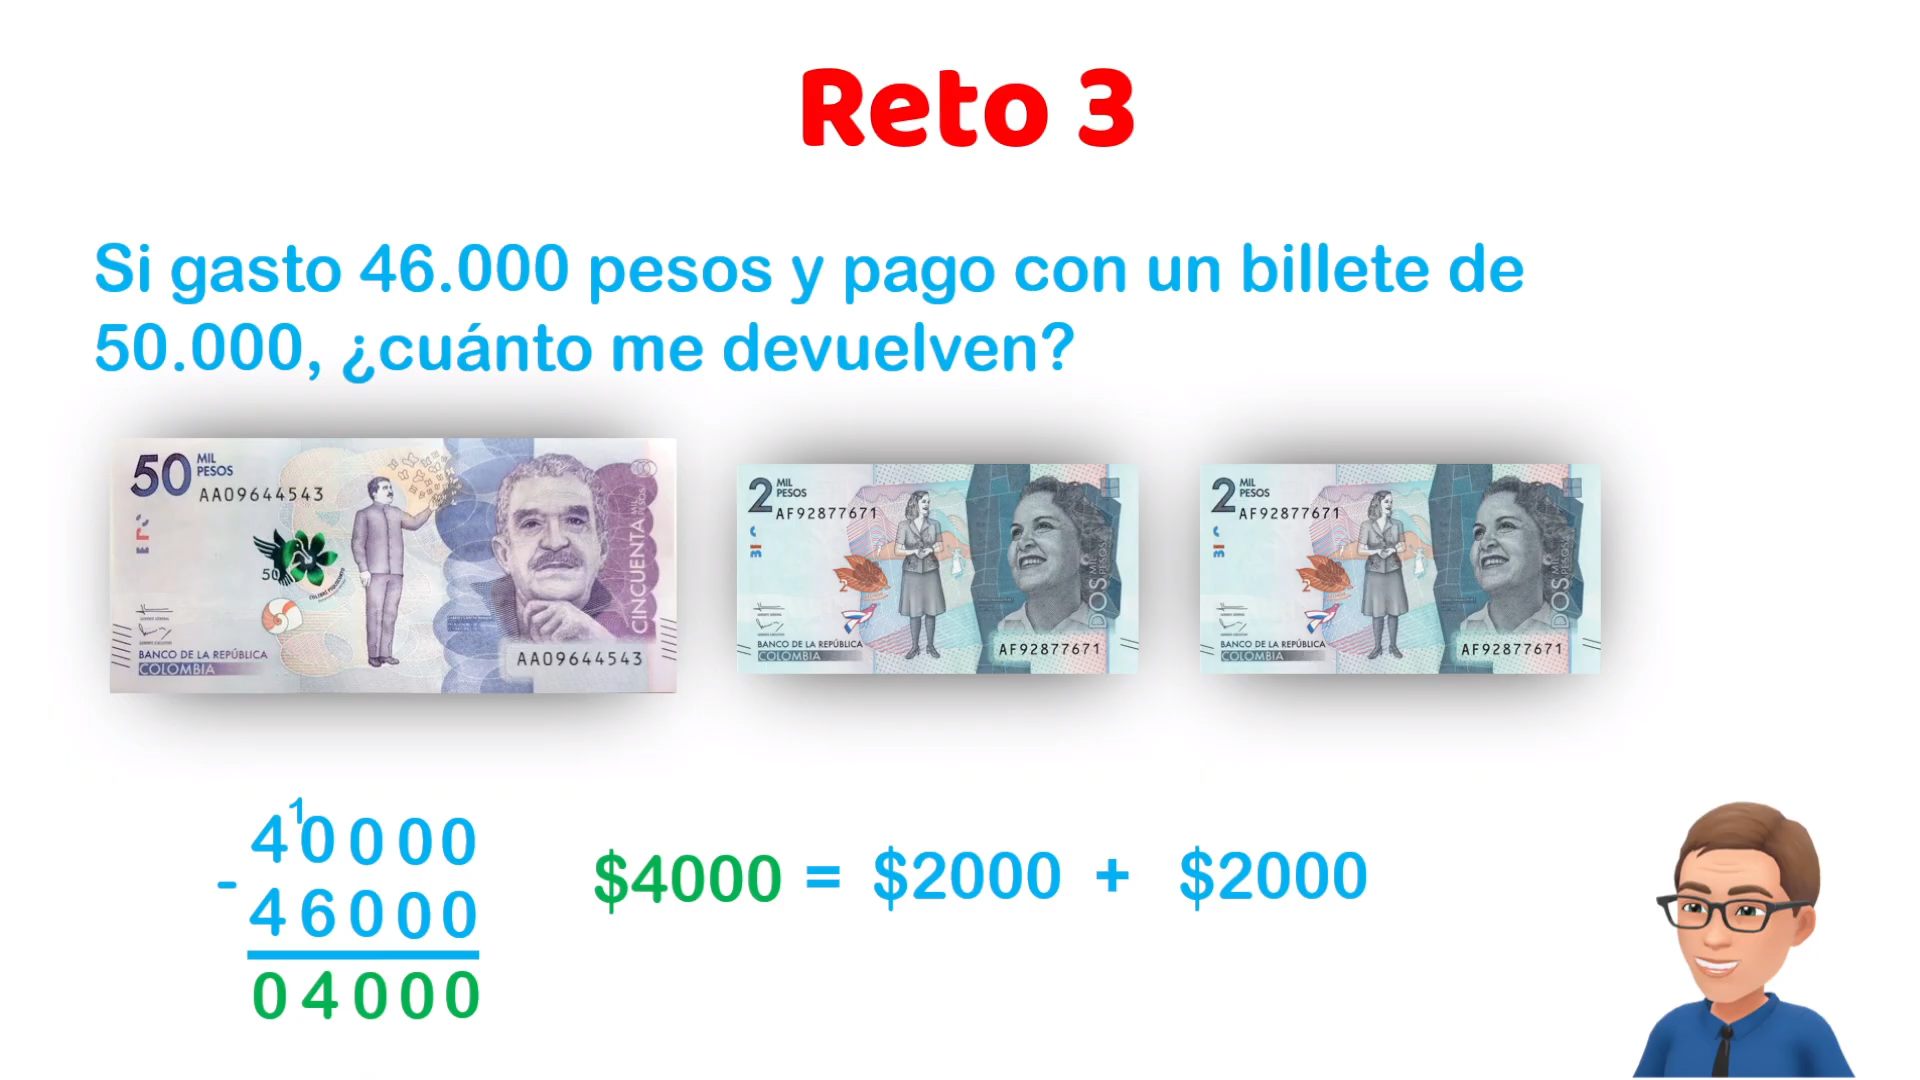 Reto 3
Si gasto 46.000 pesos y pago con un billete de
50.000, ¿cuánto me devuelven?
50 MIL
PESOS
AA09644543
50
CINCUENTA MIL
PESOS
BANCO DE LA REPÚBLICA
COLOMBIA
AA09644543
2 MIL
PESOS
AF92877671
2
DOS MIL
PESOS
BANCO DE LA REPÚBLICA
COLOMBIA
AF92877671
2 MIL
PESOS
AF92877671
2
DOS MIL
PESOS
BANCO DE LA REPÚBLICA
COLOMBIA
AF92877671
1
40000
- 46000
04000
$4000 = $2000 + $2000